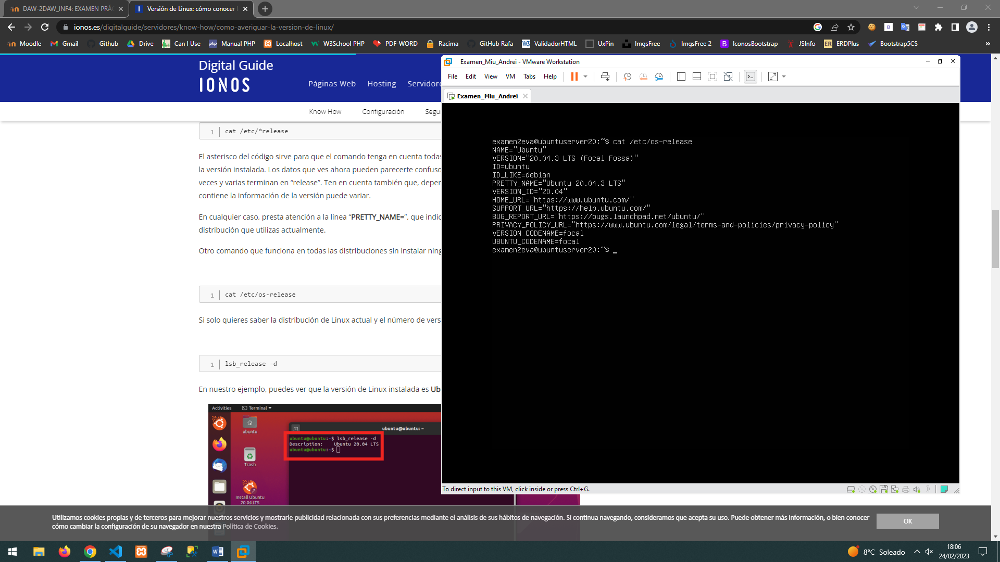 DAW-2DAW_INF4: EXAMEN PRÁ
Versión de Linux: cómo conocer
ionos.es/digitalguide/servidores/know-how/como-averiguar-la-version-de-linux/
Moodle Gmail Github Drive Can I Use Manual PHP Localhost W3School PHP PDF-WORD Racima GitHub Rafa ValidadorHTML UxPin ImgsFree ImgsFree 2 IconosBootstrap JSInfo ERDPlus Bootstrap5CS »
Digital Guide
IONOS
Páginas Web Hosting Servidore
Know How Configuración Segu
1 cat /etc/*release
El asterisco del código sirve para que el comando tenga en cuenta todas
la versión instalada. Los datos que ves ahora pueden parecerte confuso
veces y varias terminan en “release”. Ten en cuenta también que, deper
contiene la información de la versión puede variar.
En cualquier caso, presta atención a la línea “PRETTY_NAME=”, que indic
distribución que utilizas actualmente.
Otro comando que funciona en todas las distribuciones sin instalar ning
1 cat /etc/os-release
Si solo quieres saber la distribución de Linux actual y el número de vers
1 lsb_release -d
En nuestro ejemplo, puedes ver que la versión de Linux instalada es Ub
Activities Terminal
ubuntu
Trash
Install Ubuntu
20.04 LTS
ubuntu@ubuntu: ~
ubuntu@ubuntu:~$ lsb_release -d
Description: Ubuntu 20.04 LTS
ubuntu@ubuntu:~$
Examen_Miu_Andrei - VMware Workstation
File Edit View VM Tabs Help
Examen_Miu_Andrei
examen2eva@ubuntuserver20:~$ cat /etc/os-release
NAME="Ubuntu"
VERSION="20.04.3 LTS (Focal Fossa)"
ID=ubuntu
ID_LIKE=debian
PRETTY_NAME="Ubuntu 20.04.3 LTS"
VERSION_ID="20.04"
HOME_URL="https://www.ubuntu.com/"
SUPPORT_URL="https://help.ubuntu.com/"
BUG_REPORT_URL="https://bugs.launchpad.net/ubuntu/"
PRIVACY_POLICY_URL="https://www.ubuntu.com/legal/terms-and-policies/privacy-policy"
VERSION_CODENAME=focal
UBUNTU_CODENAME=focal
examen2eva@ubuntuserver20:~$ _
To direct input to this VM, click inside or press Ctrl+G.
Utilizamos cookies propias y de terceros para mejorar nuestros servicios y mostrarle publicidad relacionada con sus preferencias mediante el análisis de sus hábitos de navegación. Si continua navegando, consideramos que acepta su uso. Puede obtener más información, o bien conocer
cómo cambiar la configuración de su navegador en nuestra Política de Cookies.
OK
8°C Soleado
18:06
24/02/2023